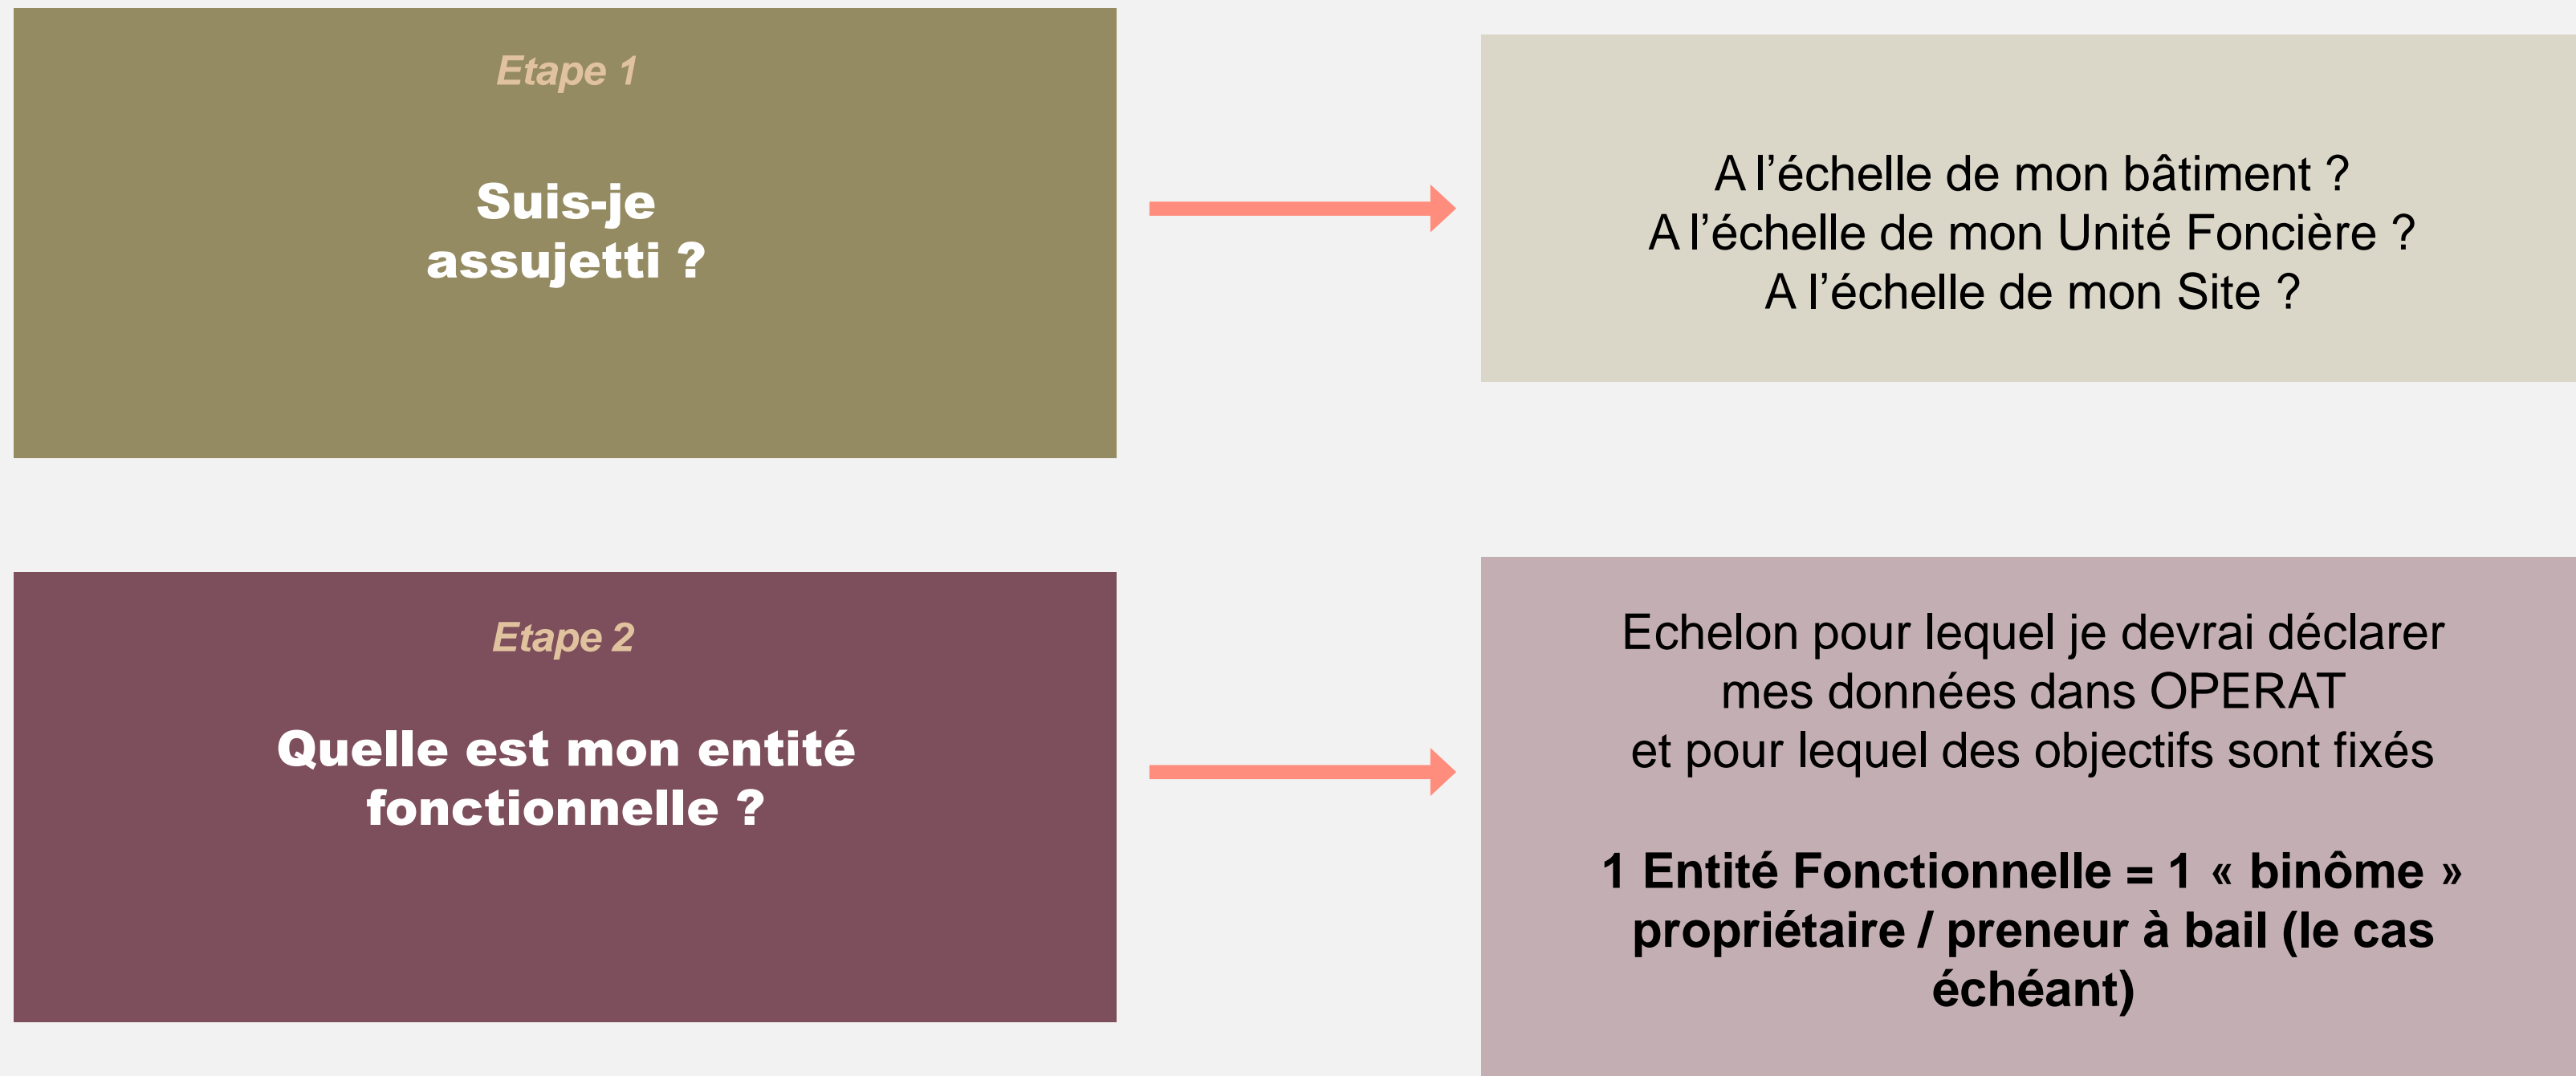 Etape 1
Suis-je
assujetti ?
A l’échelle de mon bâtiment ?
A l’échelle de mon Unité Foncière ?
A l’échelle de mon Site ?
Etape 2
Quelle est mon entité
fonctionnelle ?
Echelon pour lequel je devrai déclarer
mes données dans OPERAT
et pour lequel des objectifs sont fixés
1 Entité Fonctionnelle = 1 « binôme »
propriétaire / preneur à bail (le cas
échéant)